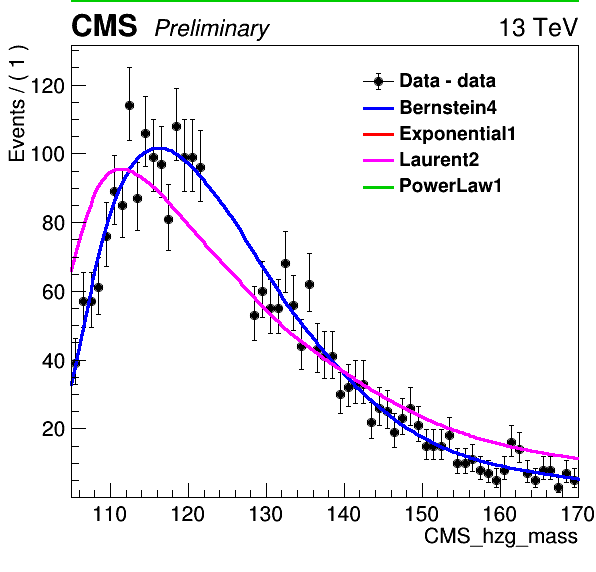 CMS Preliminary 13 TeV
Events / ( 1 )
Data - data
Bernstein4
Exponential1
Laurent2
PowerLaw1
120
100
80
60
40
20
110 120 130 140 150 160 170
CMS_hzg_mass